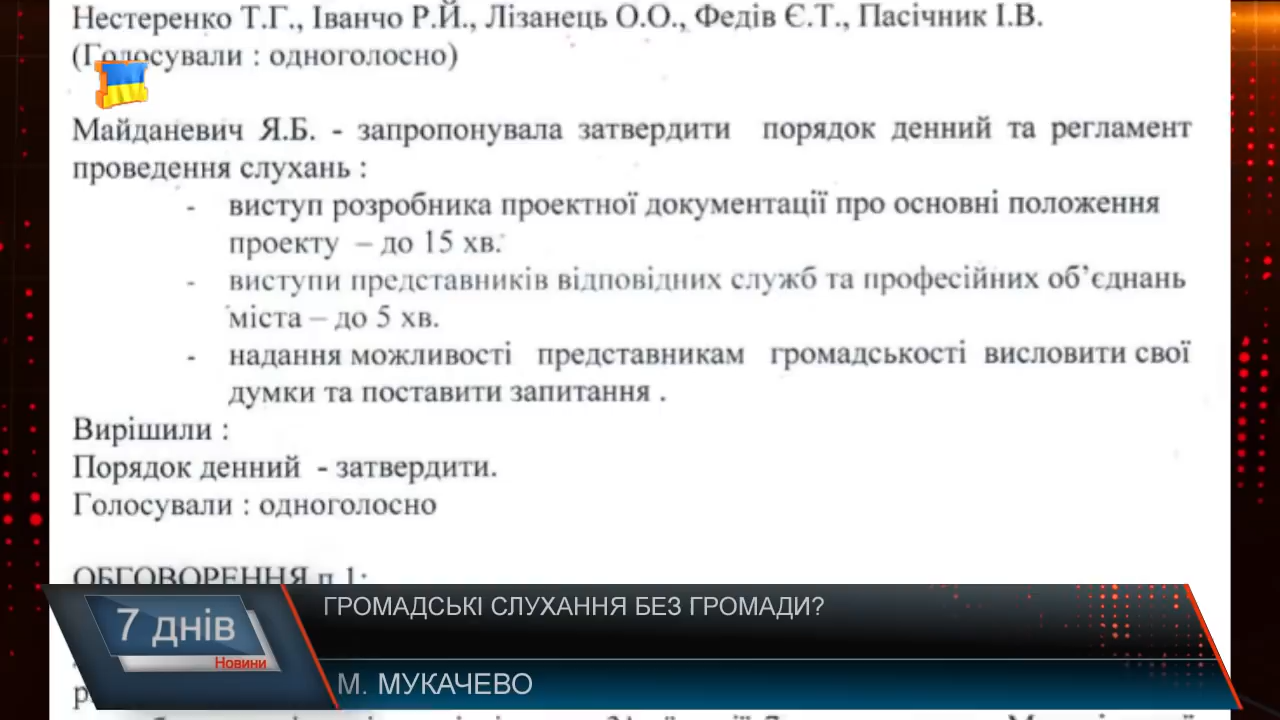 Нестеренко Т.Г., Іванчо Р.Й., Лізанець О.О., Федів Є.Т., Пасічник І.В.
(Голосували : одноголосно)
Майданевич Я.Б. - запропонувала затвердити порядок денний та регламент
проведення слухань :
- виступ розробника проектної документації про основні положення
проекту – до 15 хв.
- виступи представників відповідних служб та професійних об’єднань
міста – до 5 хв.
- надання можливості представникам громадськості висловити свої
думки та поставити запитання .
Вирішили :
Порядок денний - затвердити.
Голосували : одноголосно
ОБГОВОРЕННЯ п.1:
7 днів
Новини
ГРОМАДСЬКІ СЛУХАННЯ БЕЗ ГРОМАДИ?
М. МУКАЧЕВО